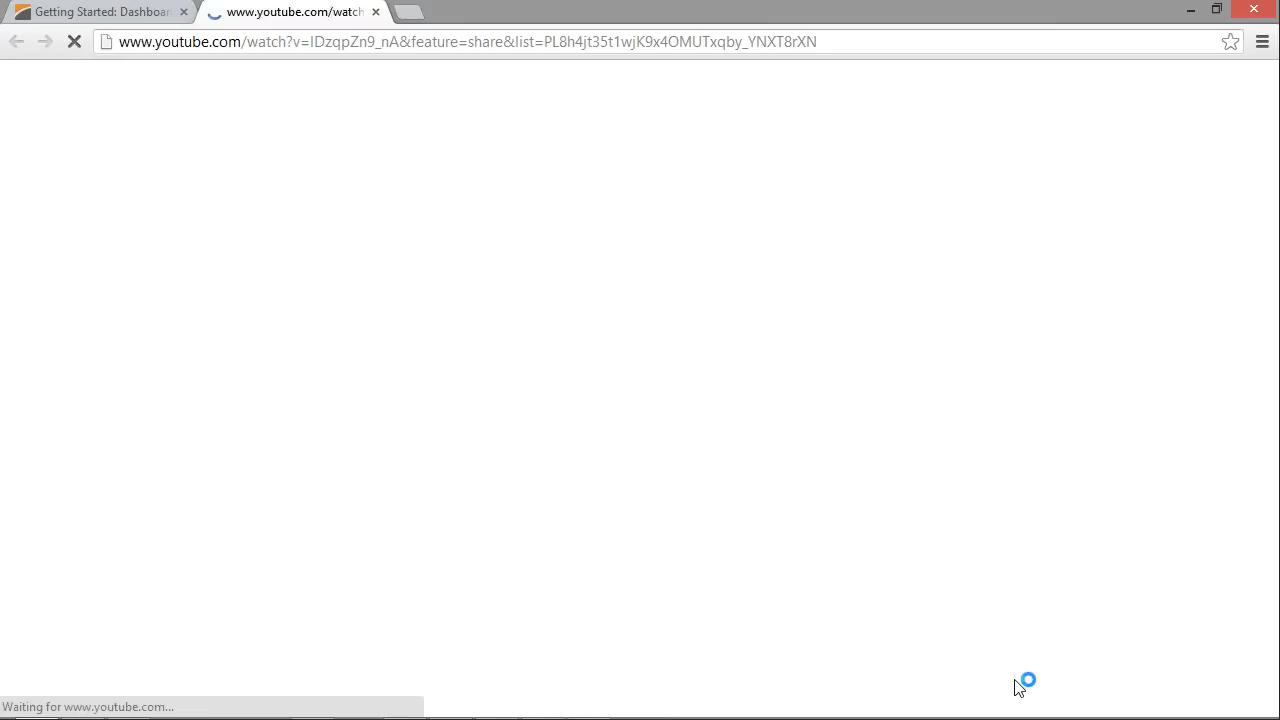 Getting Started: Dashboar
www.youtube.com/watch
www.youtube.com/watch?v=IDzqpZn9_nA&feature=share&list=PL8h4jt35t1wjK9x4OMUTxqby_YNXT8rXN
Waiting for www.youtube.com...